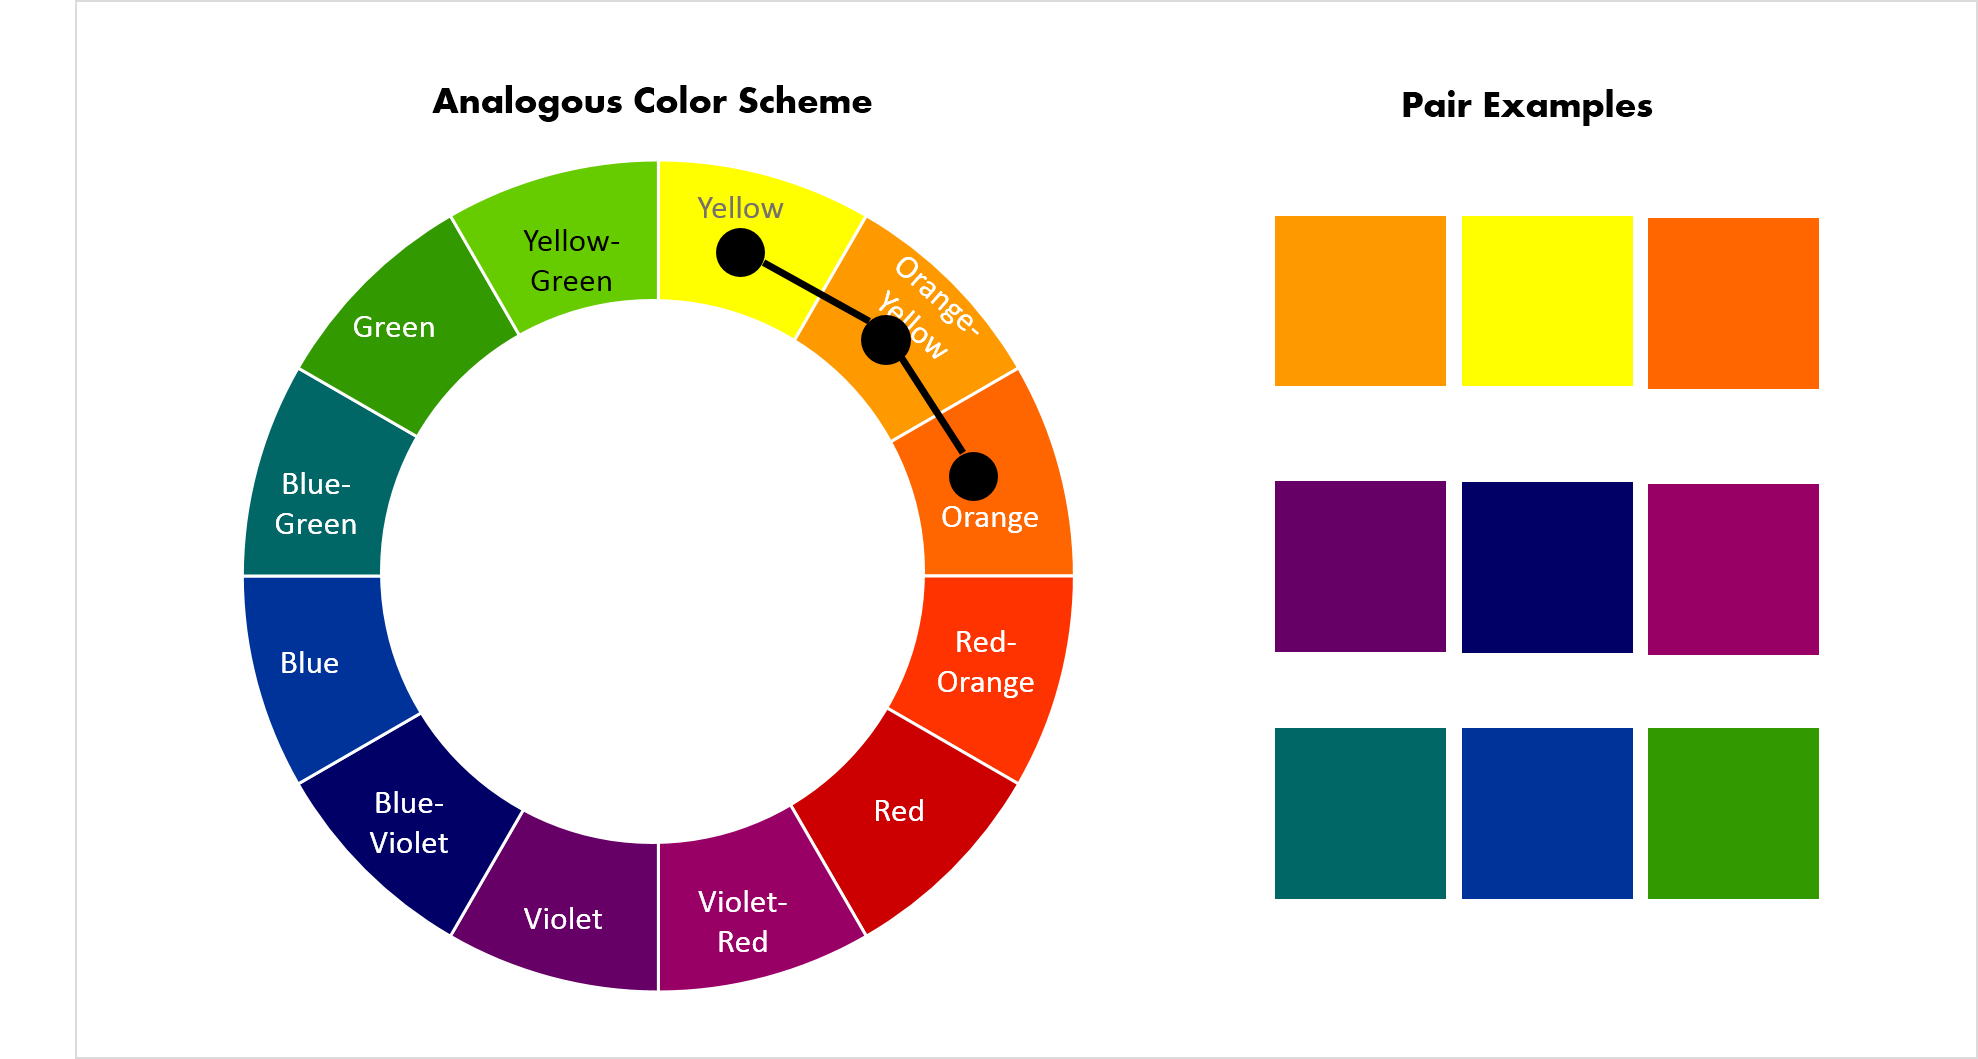 Analogous Color Scheme
Pair Examples
Yellow
Orange-
Yellow
Orange
Red-
Orange
Red
Violet-
Red
Violet
Blue-
Violet
Blue
Blue-
Green
Green
Yellow-
Green